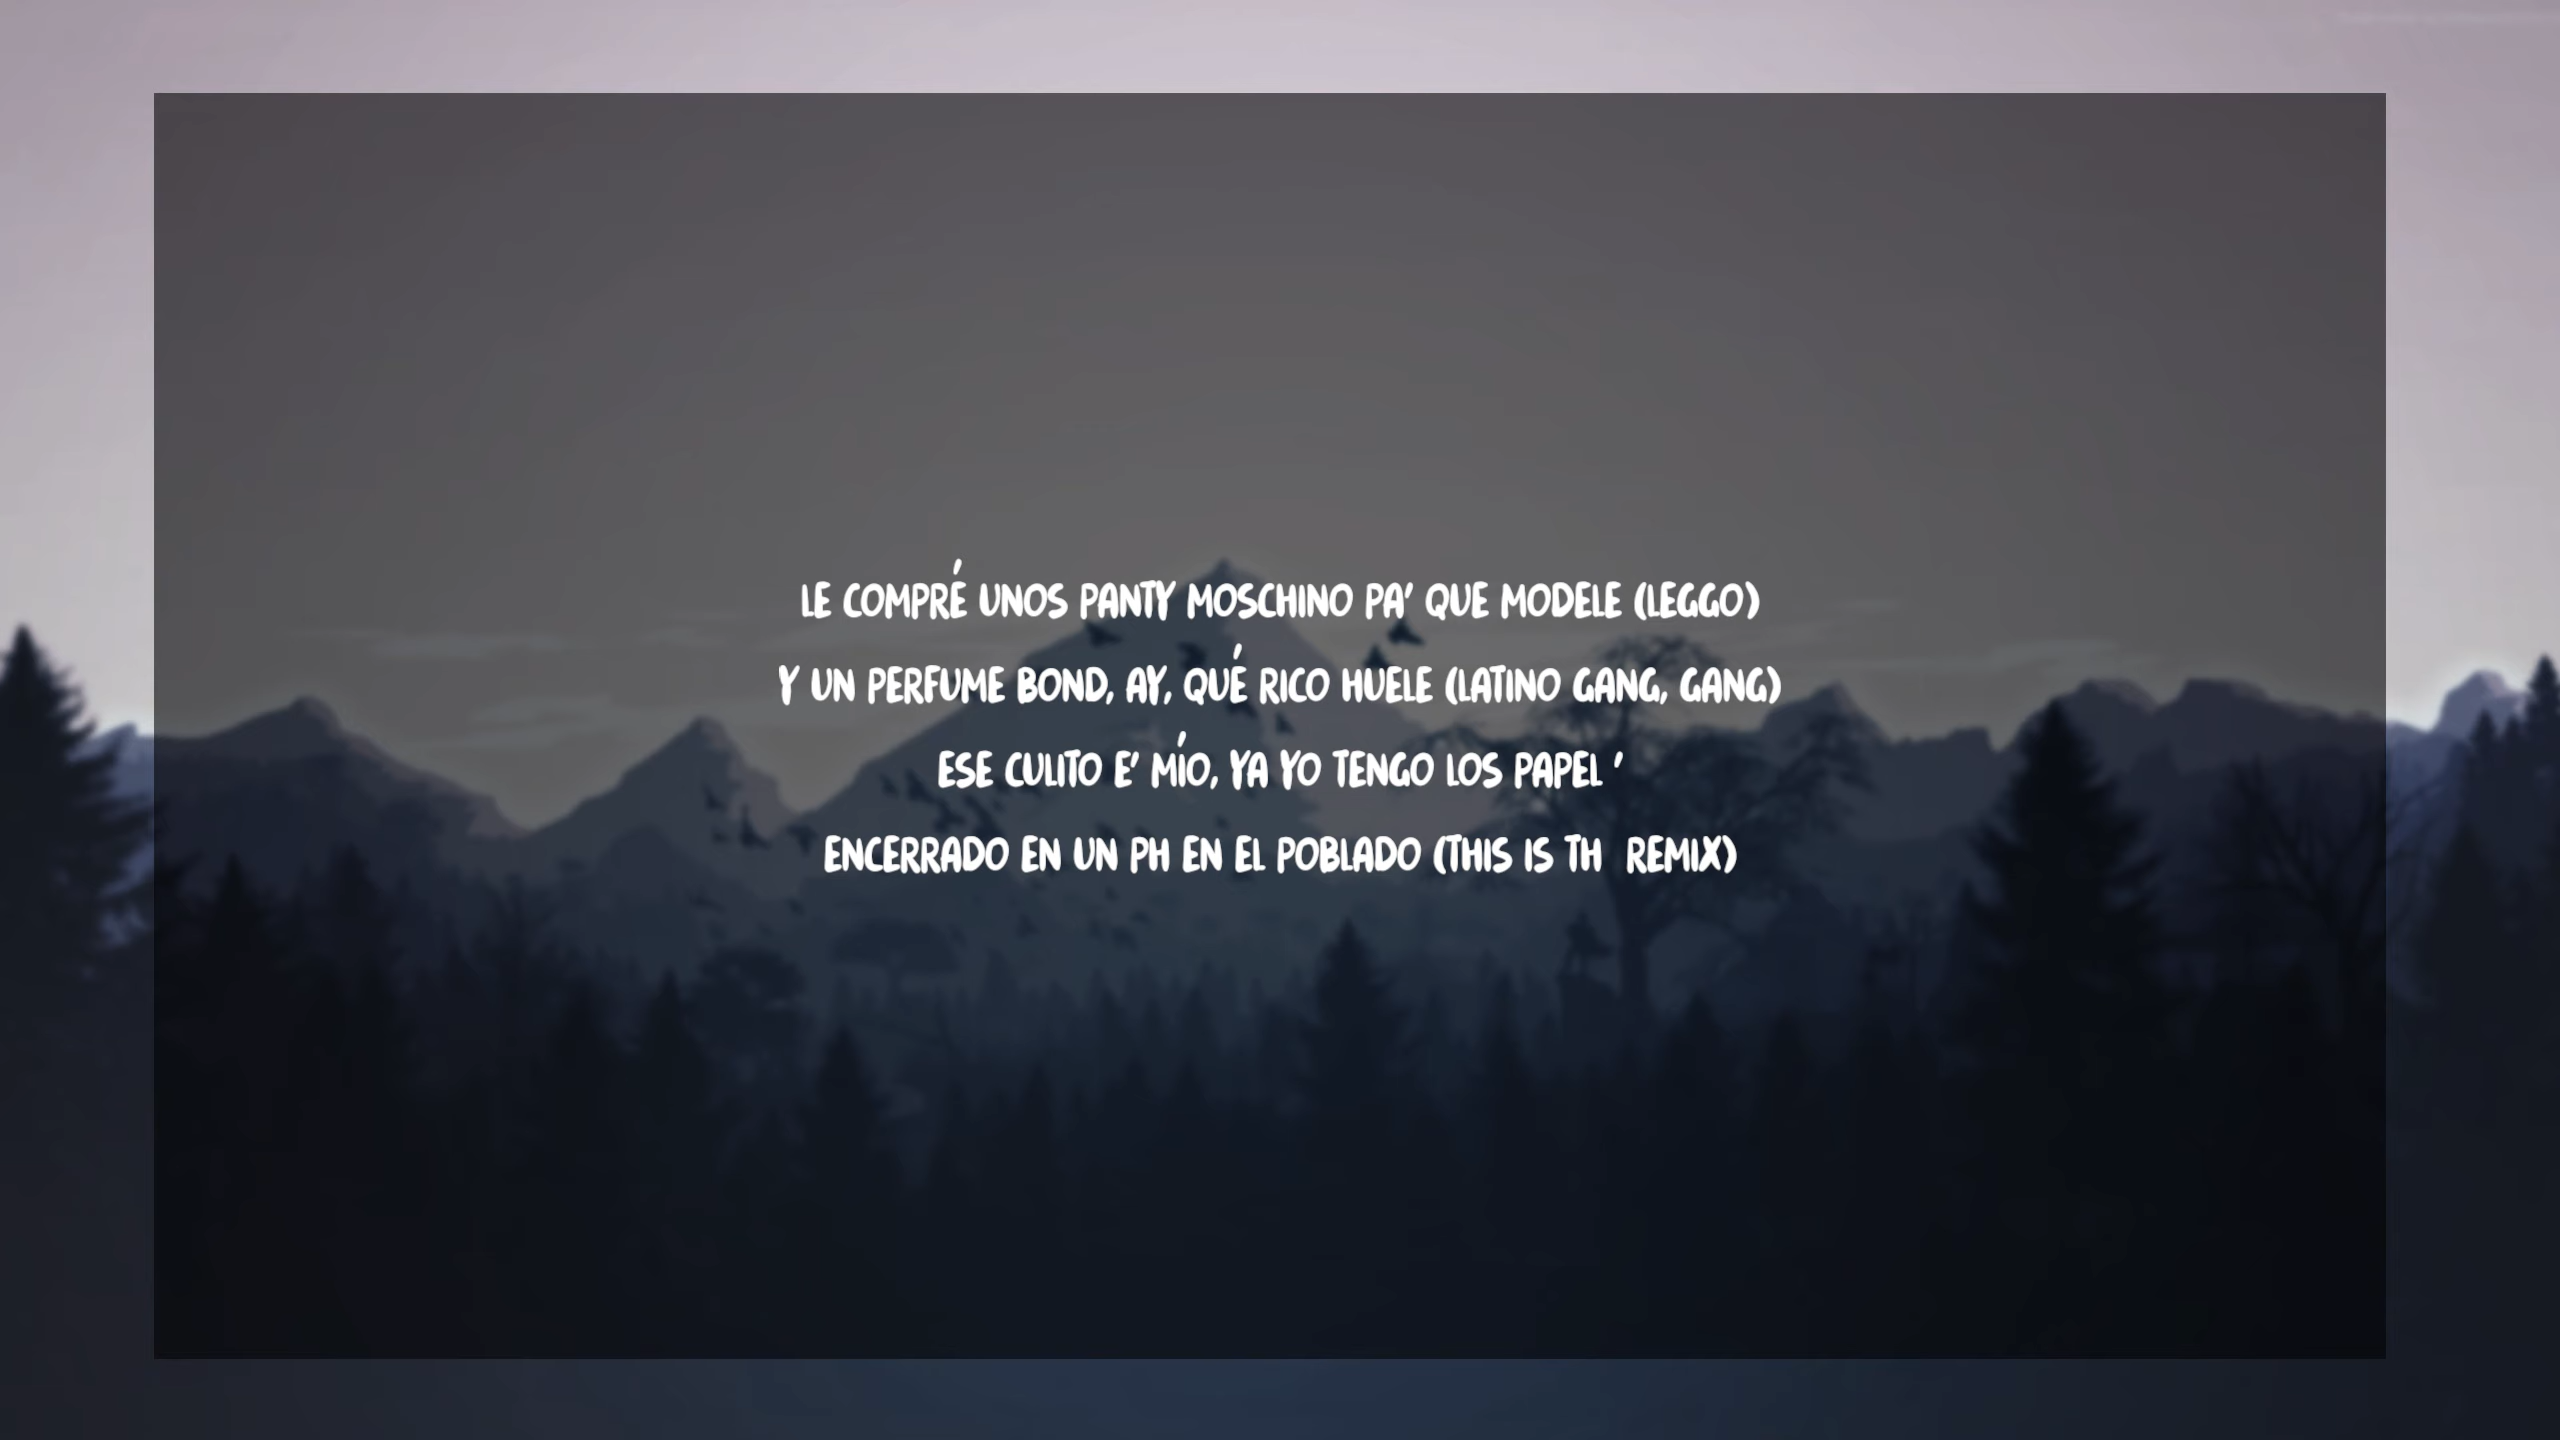 LE COMPRÉ UNOS PANTY MOSCHINO PA' QUE MODELE (LEGGO)
Y UN PERFUME BOND, AY, QUÉ RICO HUELE (LATINO GANG, GANG)
ESE CULITO E' MÍO, YA YO TENGO LOS PAPEL '
ENCERRADO EN UN PH EN EL POBLADO (THIS IS TH  REMIX)